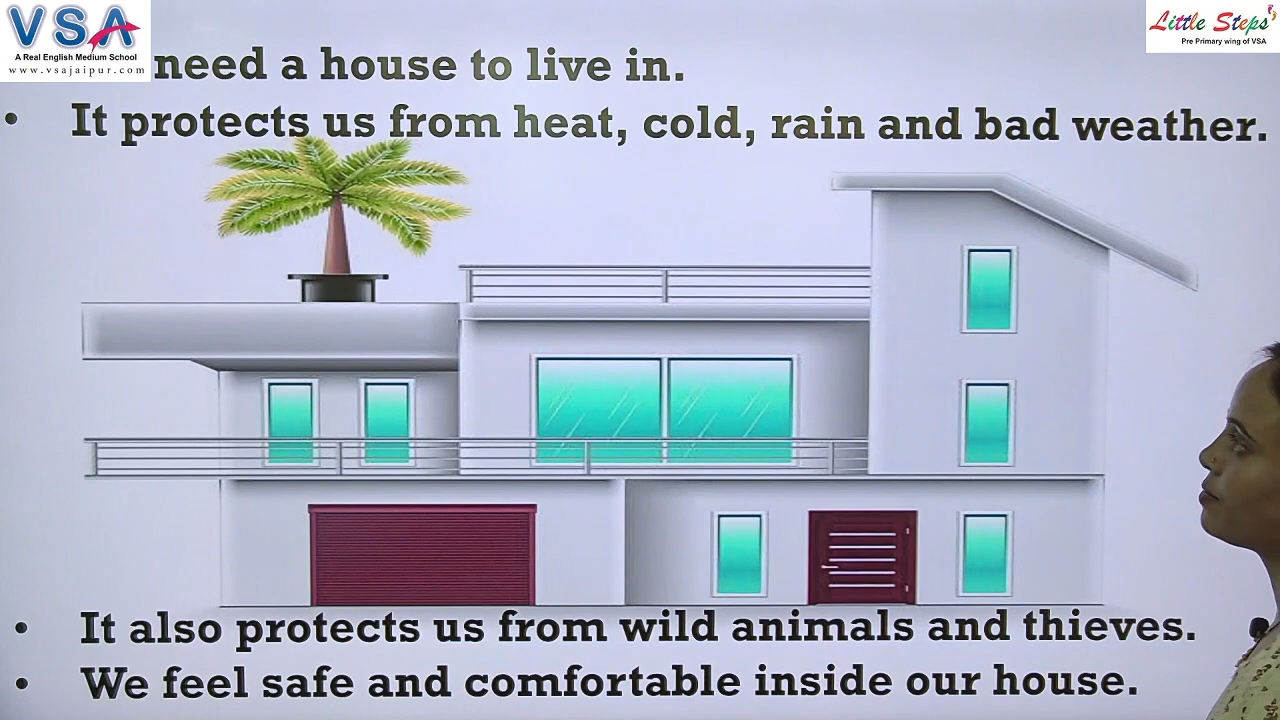 VSA
A Real English Medium School
www.vsajaipur.com
Little Steps
Pre Primary wing of VSA
need a house to live in.
• It protects us from heat, cold, rain and bad weather.
• It also protects us from wild animals and thieves.
• We feel safe and comfortable inside our house.